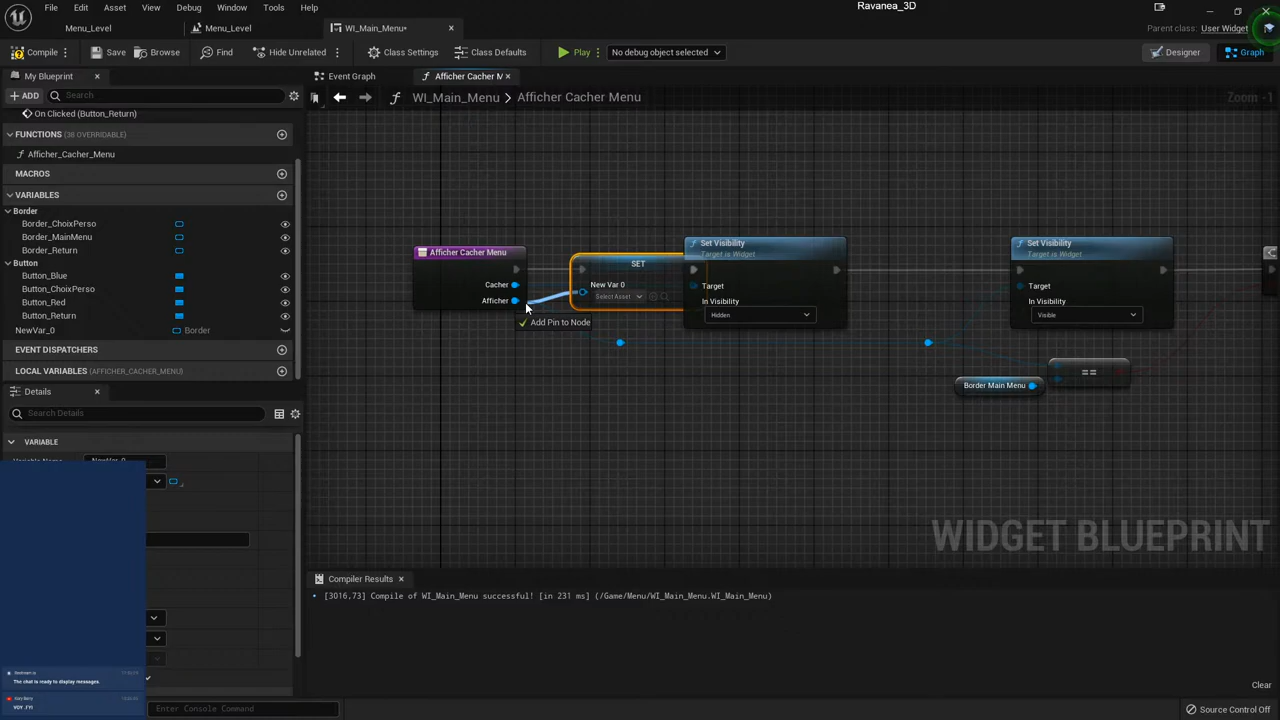 File Edit Asset View Debug Window Tools Help
Ravanea_3D
Menu_Level
Menu_Level
WI_Main_Menu•
Parent class: User Widget
Compile
Save
Browse
Find
Hide Unrelated
Class Settings
Class Defaults
Play
No debug object selected
Designer
Graph
My Blueprint
Event Graph
Afficher Cacher M
ADD
Search
WI_Main_Menu > Afficher Cacher Menu
Zoom -1
On Clicked (Button_Return)
FUNCTIONS (38 OVERRIDABLE)
Afficher_Cacher_Menu
MACROS
VARIABLES
Border
Border_ChoixPerso
Border_MainMenu
Border_Return
Button
Button_Blue
Button_ChoixPerso
Button_Red
Button_Return
NewVar_0 Border
EVENT DISPATCHERS
LOCAL VARIABLES (AFFICHER_CACHER_MENU)
Details
Search Details
VARIABLE
Afficher Cacher Menu
Cacher
Afficher
SET
New Var 0
Select Asset
Add Pin to Node
Set Visibility
Target is Widget
Target
In Visibility
Hidden
Set Visibility
Target is Widget
Target
In Visibility
Visible
Border Main Menu
==
WIDGET BLUEPRINT
Compiler Results
[3016,73] Compile of WI_Main_Menu successful! [in 231 ms] (/Game/Menu/WI_Main_Menu.WI_Main_Menu)
The chat is ready to display messages.
Clear
Enter Console Command
Source Control Off